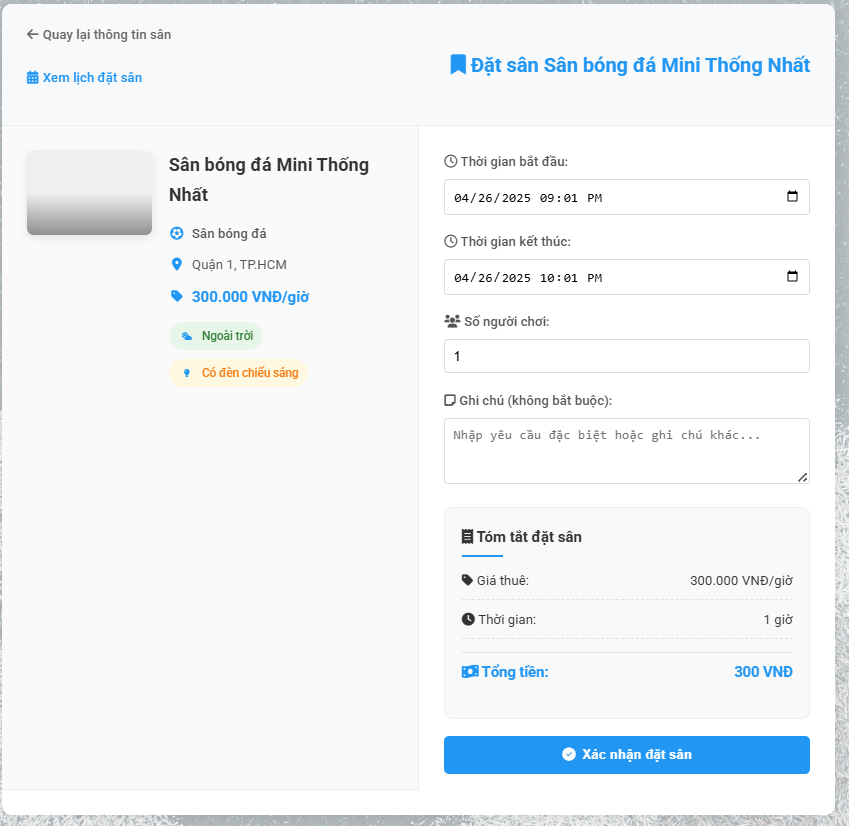 Quay lại thông tin sân
Xem lịch đặt sân
Đặt sân Sân bóng đá Mini Thống Nhất
Sân bóng đá Mini Thống
Nhất
Sân bóng đá
Quận 1, TP.HCM
300.000 VNĐ/giờ
Ngoài trời
Có đèn chiếu sáng
Thời gian bắt đầu:
04/26/2025 09:01 PM
Thời gian kết thúc:
04/26/2025 10:01 PM
Số người chơi:
1
Ghi chú (không bắt buộc):
Nhập yêu cầu đặc biệt hoặc ghi chú khác...
Tóm tắt đặt sân
Giá thuê: 300.000 VNĐ/giờ
Thời gian: 1 giờ
Tổng tiền: 300 VNĐ
Xác nhận đặt sân